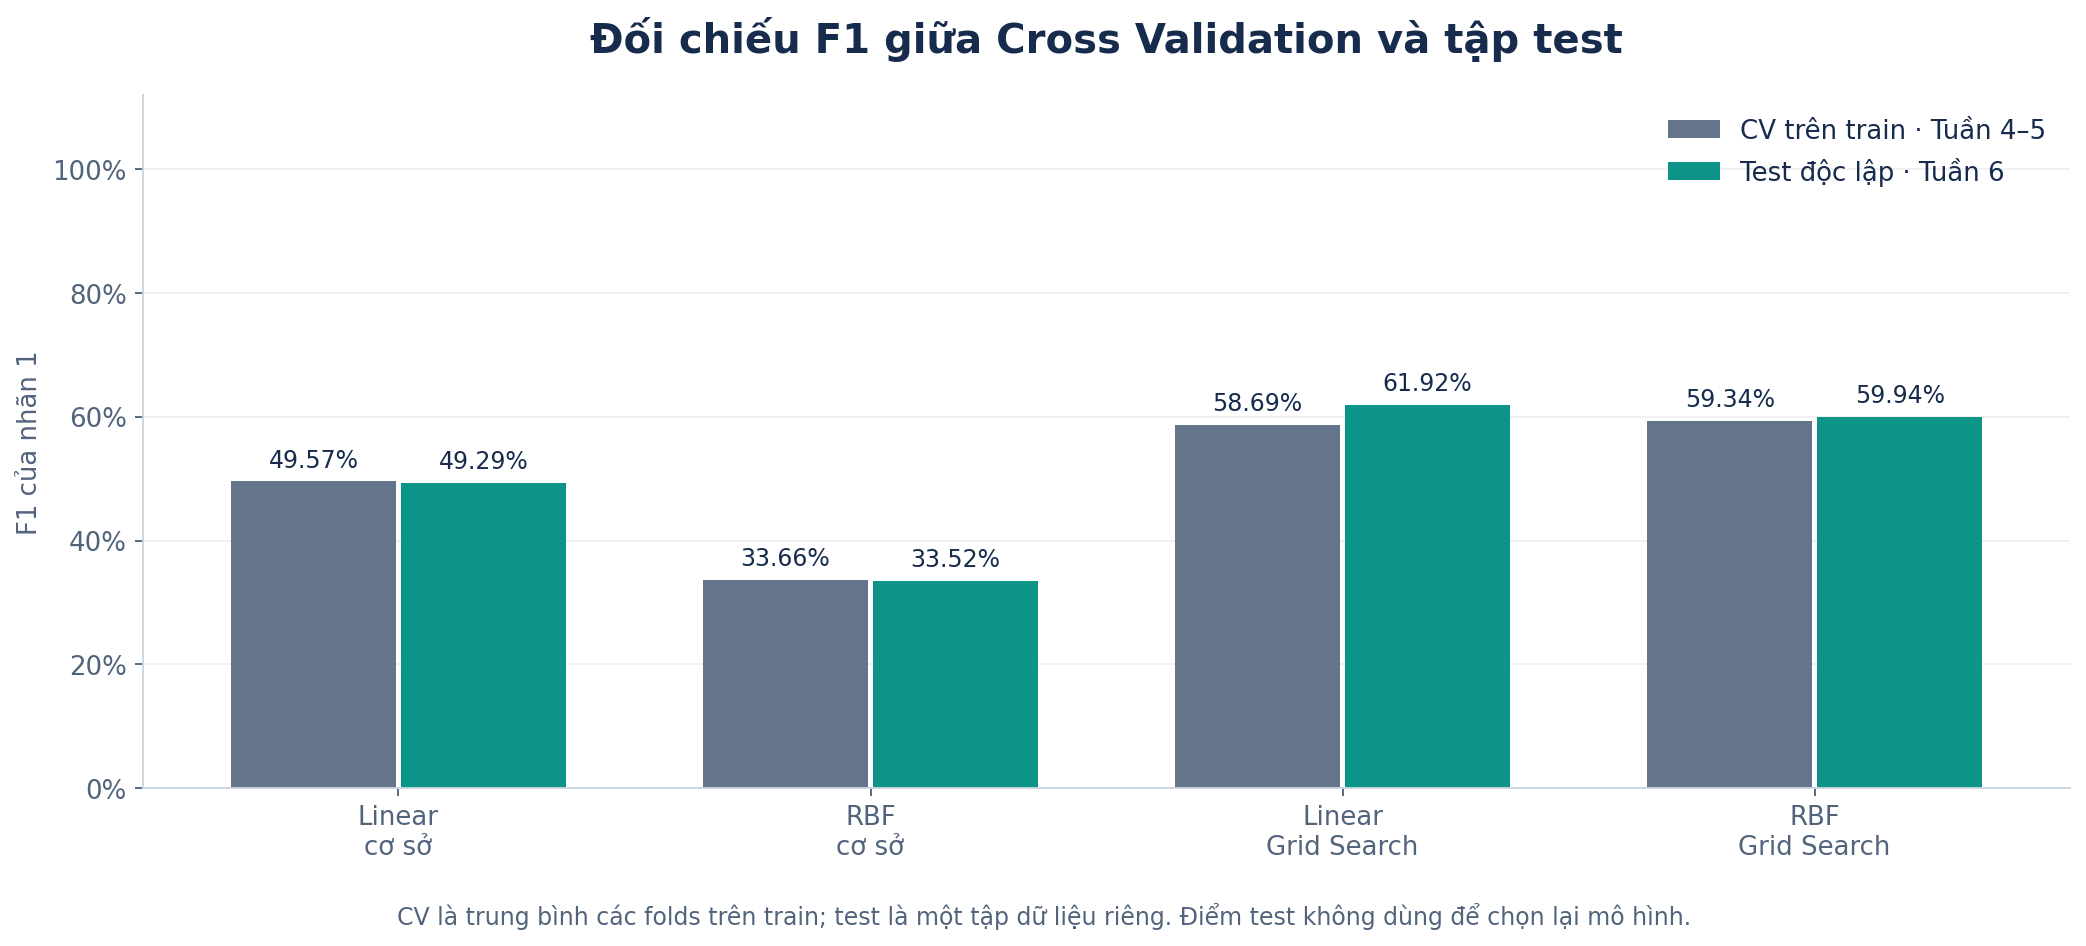 Đối chiếu F1 giữa Cross Validation và tập test
CV trên train · Tuần 4–5
Test độc lập · Tuần 6
F1 của nhãn 1
100%
80%
60%
40%
20%
0%
49.57%
49.29%
33.66%
33.52%
58.69%
61.92%
59.34%
59.94%
Linear
cơ sở
RBF
cơ sở
Linear
Grid Search
RBF
Grid Search
CV là trung bình các folds trên train; test là một tập dữ liệu riêng. Điểm test không dùng để chọn lại mô hình.